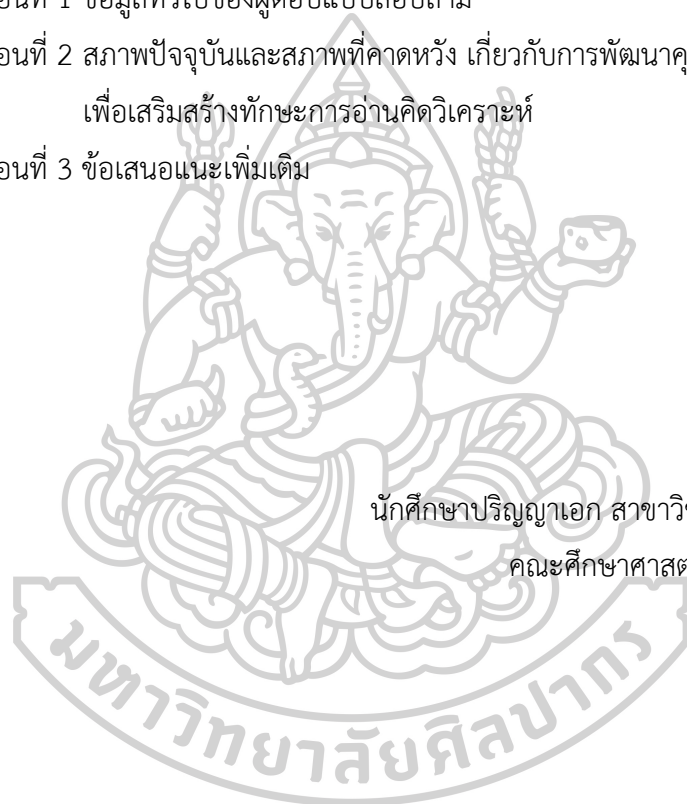 อนที่ 1 ข้อมูลทั่วไปของผู้ตอบแบบสอบถาม
อนที่ 2 สภาพปัจจุบันและสภาพที่คาดหวัง เกี่ยวกับการพัฒนาคุ
เพื่อเสริมสร้างทักษะการอ่านคิดวิเคราะห์
อนที่ 3 ข้อเสนอแนะเพิ่มเติม
นักศึกษาปริญญาเอก สาขาวิ
คณะศึกษาศาสต
มหาวิทยาลัยศิลปากร